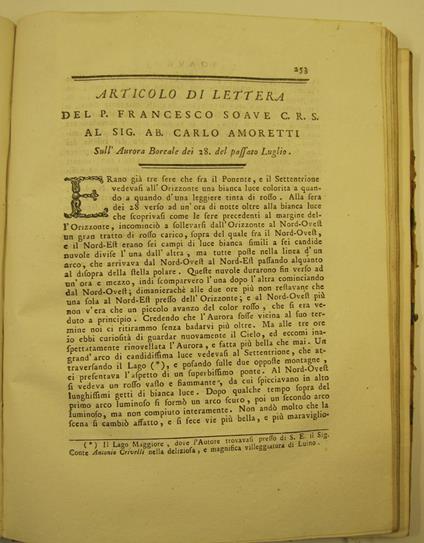 253
ARTICOLO DI LETTERA
DEL P. FRANCESCO SOAVE C. R. S.
AL SIG. AB. CARLO AMORETTI
Sull' Aurora Boreale dei 28. del passato Luglio.
ERano già tre sere che fra il Ponente, e il Settentrione
vedevasi all' Orizzonte una bianca luce colorita a quan-
do a quando d'una leggiere tinta di rosso. Alla sera
dei 28 verso ad un'ora di notte oltre alla bianca luce
che scoprivasi come le sere precedenti al margine del-
l'Orizzonte, incominciò a sollevarsi dall'Orizzonte al Nord-Ovest
un gran tratto di rosso carico, sopra del quale fra il Nord-Ovest,
e il Nord-Est erano sei campi di luce bianca simili a sei candide
nuvole divise l'una dall'altra, ma tutte poste nella linea d'un
arco, che arrivava dal Nord-Ovest al Nord-Est passando alquanto
al disopra della stella polare. Queste nuvole durarono fin verso ad
un'ora e mezzo, indi scomparvero l'una dopo l'altra cominciando
dal Nord-Ovest; dimanierachè alle due ore più non restavane che
una sola al Nord-Est presso dell'Orizzonte; e al Nord-Ovest più
non v'era che un piccolo avanzo del color rosso, che si era ve-
duto a principio. Credendo che l'Aurora fosse vicina al suo ter-
mine noi ci ritirammo senza badarvi più oltre. Ma alle tre ore
io ebbi curiosità di guardar nuovamente il Cielo, ed eccomi ina-
spettatamente rinovellata l'Aurora, e fatta più bella che mai. Un
grand'arco di candidissima luce vedevasi al Settentrione, che at-
traversando il Lago (*), e posando sulle due opposte montagne,
ci presentava l'aspetto di un superbissimo ponte. Al Nord-Ovest
si vedeva un rosso vasto e fiammante, da cui spiccavano in alto
lunghissimi getti di bianca luce. Dopo qualche tempo sopra del
primo arco luminoso si formò un arco scuro, poi un secondo arco
luminoso, ma non compiuto interamente. Non andò molto che la
scena si cambiò affatto, e si fece vie più bella, e più maraviglio-
(*) Il Lago Maggiore, dove l'Autore trovavasi presso di S. E. il Sig.
Conte Antonio Crivelli nella deliziosa, e magnifica villeggiatura di Luino.